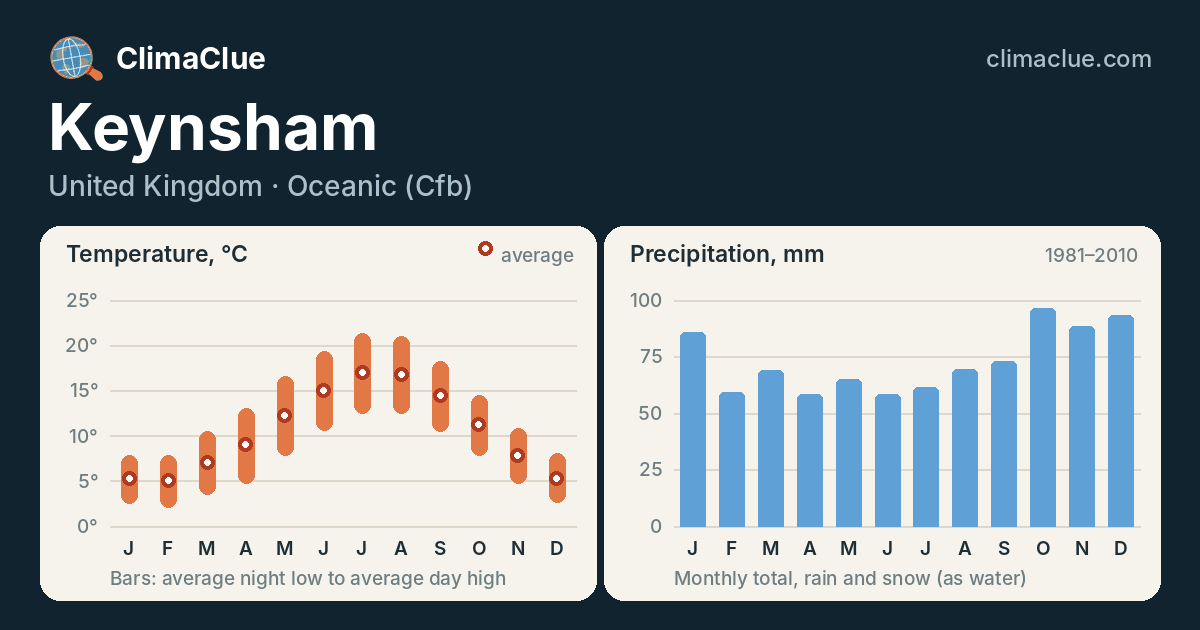 ClimaClue
climaclue.com
Keynsham
United Kingdom · Oceanic (Cfb)
Temperature, °C
average
25°
20°
15°
10°
5°
0°
J F M A M J J A S O N D
Bars: average night low to average day high
Precipitation, mm
1981–2010
100
75
50
25
0
J F M A M J J A S O N D
Monthly total, rain and snow (as water)